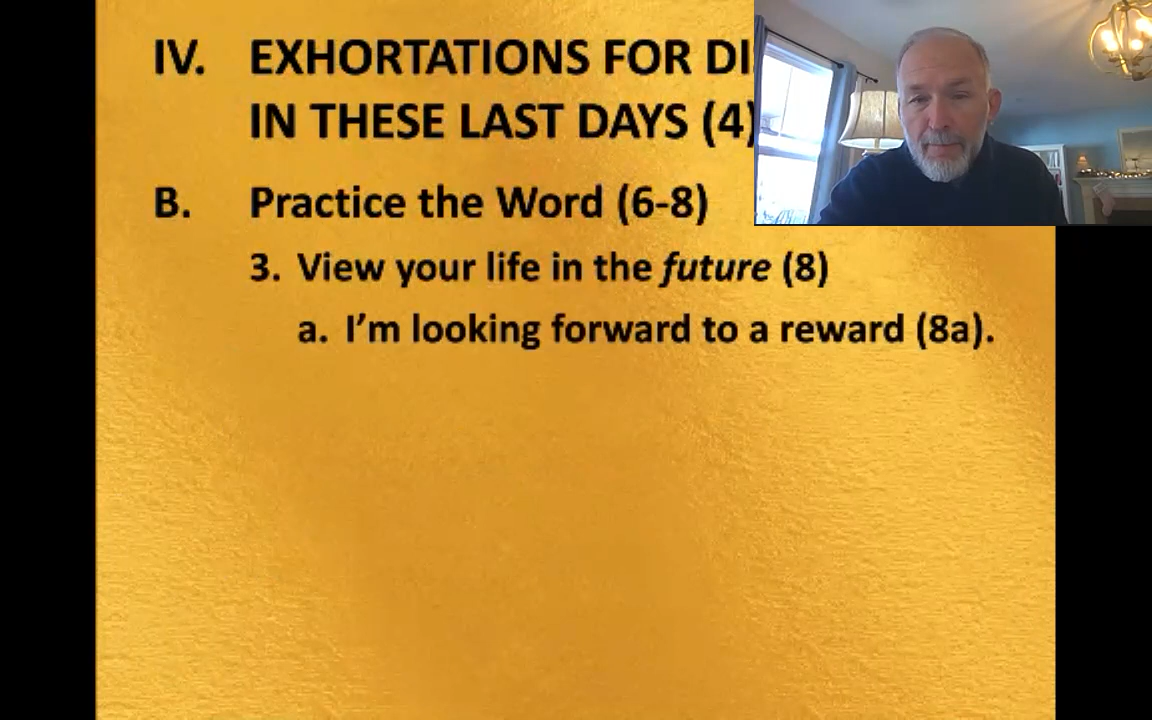 IV. EXHORTATIONS FOR
IN THESE LAST DAYS (4)
B. Practice the Word (6-8)
3. View your life in the future (8)
a. I'm looking forward to a reward (8a).